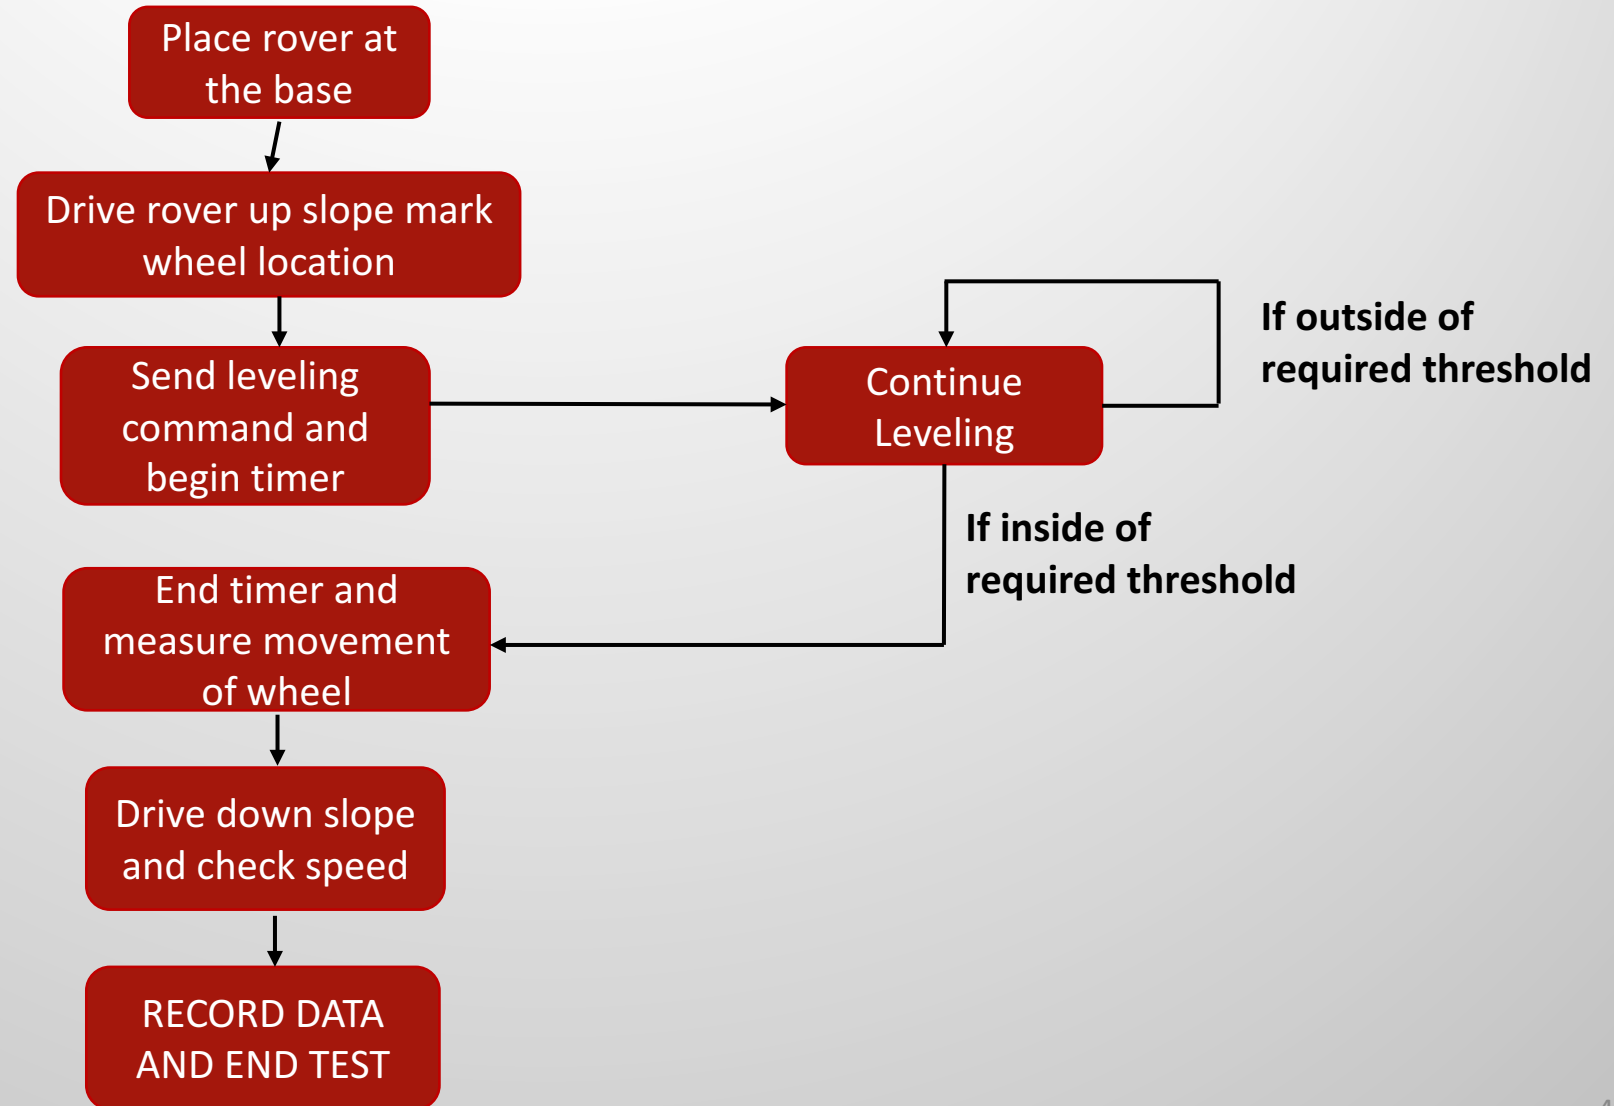 Place rover at
the base
Drive rover up slope mark
wheel location
Send leveling
command and
begin timer
Continue
Leveling
If outside of
required threshold
If inside of
required threshold
End timer and
measure movement
of wheel
Drive down slope
and check speed
RECORD DATA
AND END TEST